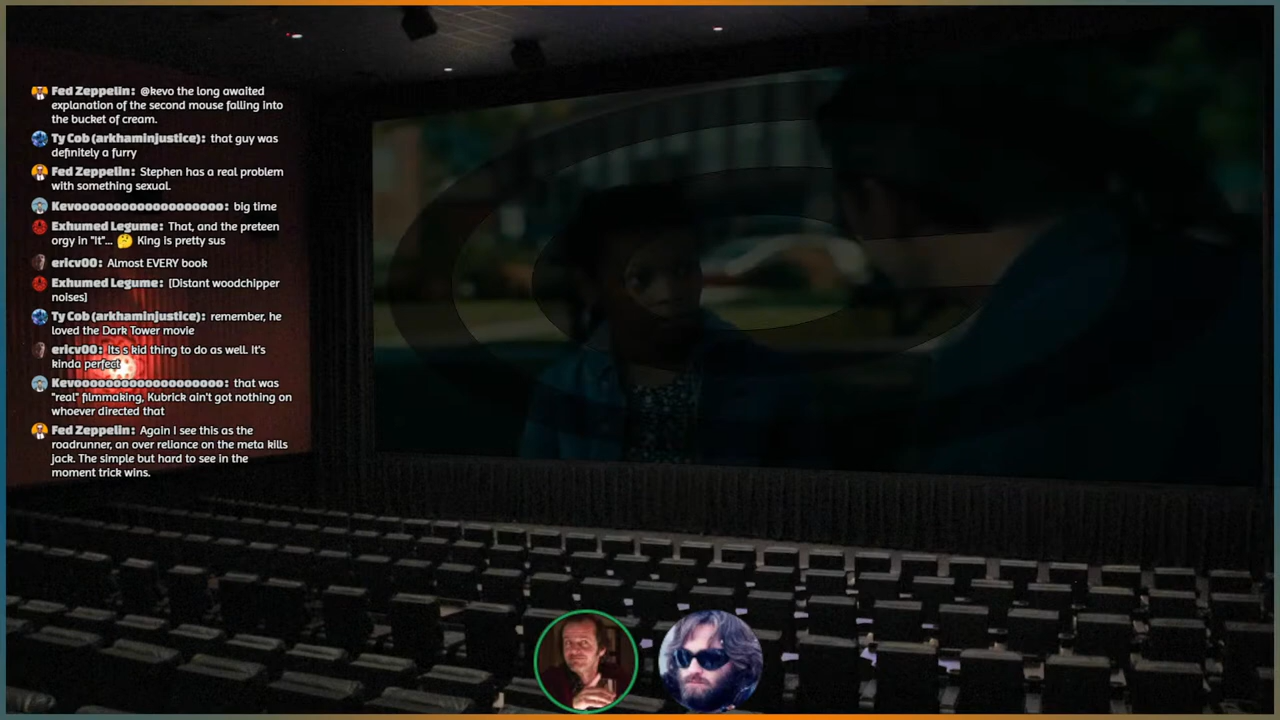 Fed Zeppelin: @kevo the long awaited
explanation of the second mouse falling into
the bucket of cream.
Ty Cob (arkhaminjustice): that guy was
definitely a furry
Fed Zeppelin: Stephen has a real problem
with something sexual.
Kevooooooooooooooooooo: big time
Exhumed Legume: That, and the preteen
orgy in "It"... 🤔 King is pretty sus
ericv00: Almost EVERY book
Exhumed Legume: [Distant woodchipper
noises]
Ty Cob (arkhaminjustice): remember, he
loved the Dark Tower movie
ericv00: Its s kid thing to do as well. It's
kinda perfect
Kevooooooooooooooooooo: that was
"real" filmmaking, Kubrick ain't got nothing on
whoever directed that
Fed Zeppelin: Again I see this as the
roadrunner, an over reliance on the meta kills
jack. The simple but hard to see in the
moment trick wins.